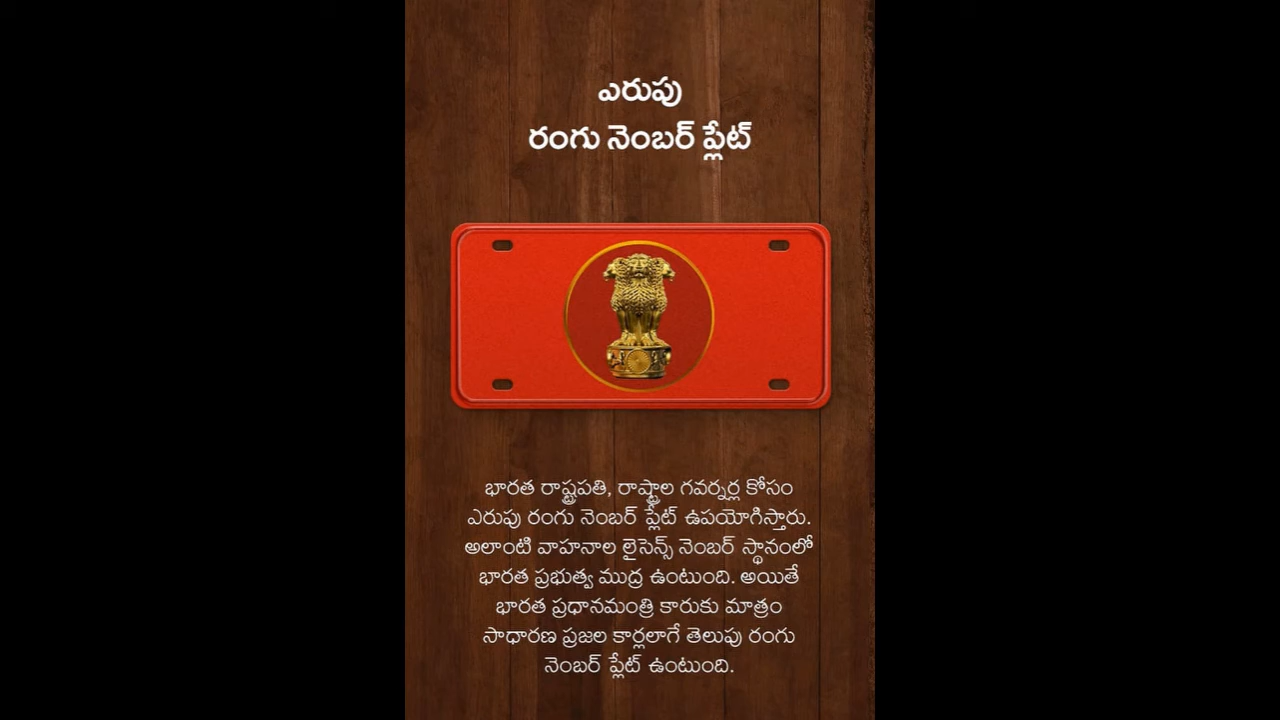 ఎరుపు
రంగు నెంబర్ ప్లేట్
భారత రాష్ట్రపతి, రాష్ట్రాల గవర్నర్ల కోసం
ఎరుపు రంగు నెంబర్ ప్లేట్ ఉపయోగిస్తారు.
అలాంటి వాహనాల లైసెన్స్ నెంబర్ స్థానంలో
భారత ప్రభుత్వ ముద్ర ఉంటుంది. అయితే
భారత ప్రధానమంత్రి కారుకు మాత్రం
సాధారణ ప్రజల కార్లలాగే తెలుపు రంగు
నెంబర్ ప్లేట్ ఉంటుంది.